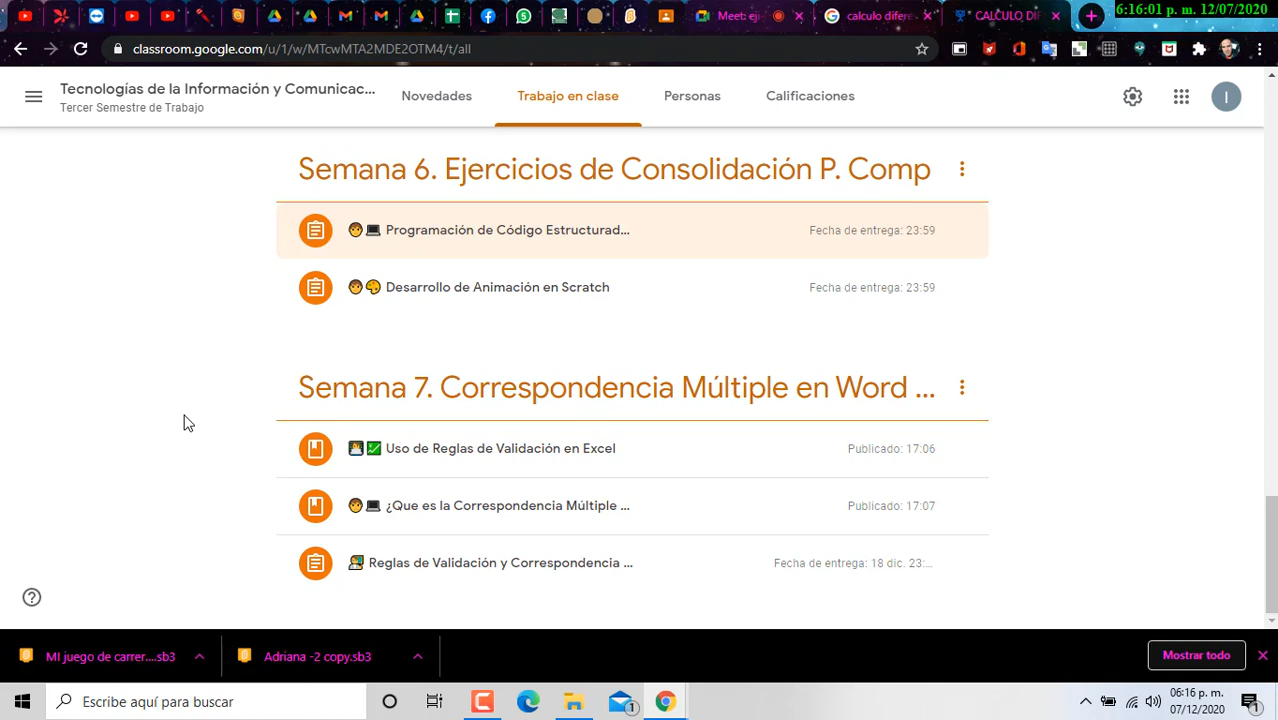 6:16:01 p. m. 12/07/2020
Meet: eji
calculo difere
CALCULO DI
classroom.google.com/u/1/w/MTcwMTA2MDE2OTM4/t/all
Tecnologías de la Información y Comunicac...
Tercer Semestre de Trabajo
Novedades
Trabajo en clase
Personas
Calificaciones
I
Semana 6. Ejercicios de Consolidación P. Comp
Programación de Código Estructurad...
Fecha de entrega: 23:59
Desarrollo de Animación en Scratch
Fecha de entrega: 23:59
Semana 7. Correspondencia Múltiple en Word ...
Uso de Reglas de Validación en Excel
Publicado: 17:06
¿Que es la Correspondencia Múltiple ...
Publicado: 17:07
Reglas de Validación y Correspondencia ...
Fecha de entrega: 18 dic. 23:...
MI juego de carrer....sb3
Adriana -2 copy.sb3
Mostrar todo
Escribe aquí para buscar
06:16 p. m.
07/12/2020